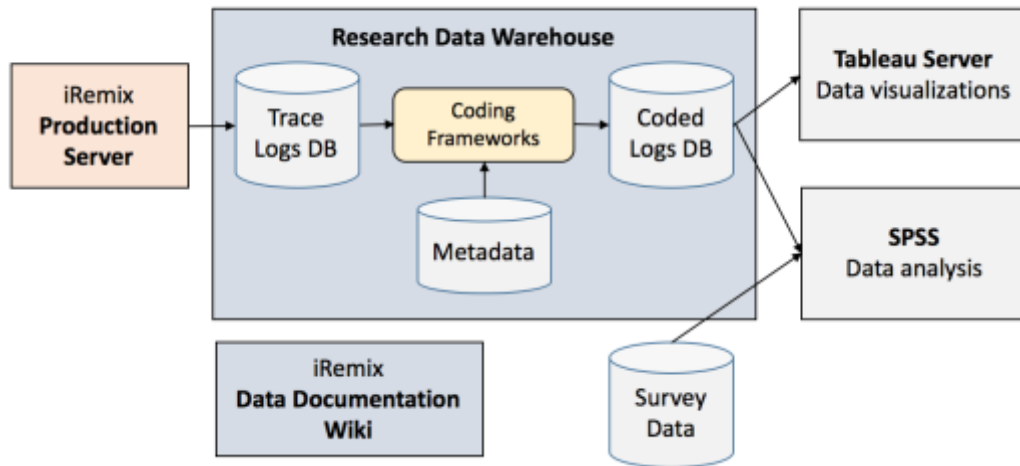 Research Data Warehouse
iRemix
Production
Server
Trace
Logs DB
Coding
Frameworks
Coded
Logs DB
Metadata
Tableau Server
Data visualizations
SPSS
Data analysis
iRemix
Data Documentation
Wiki
Survey
Data